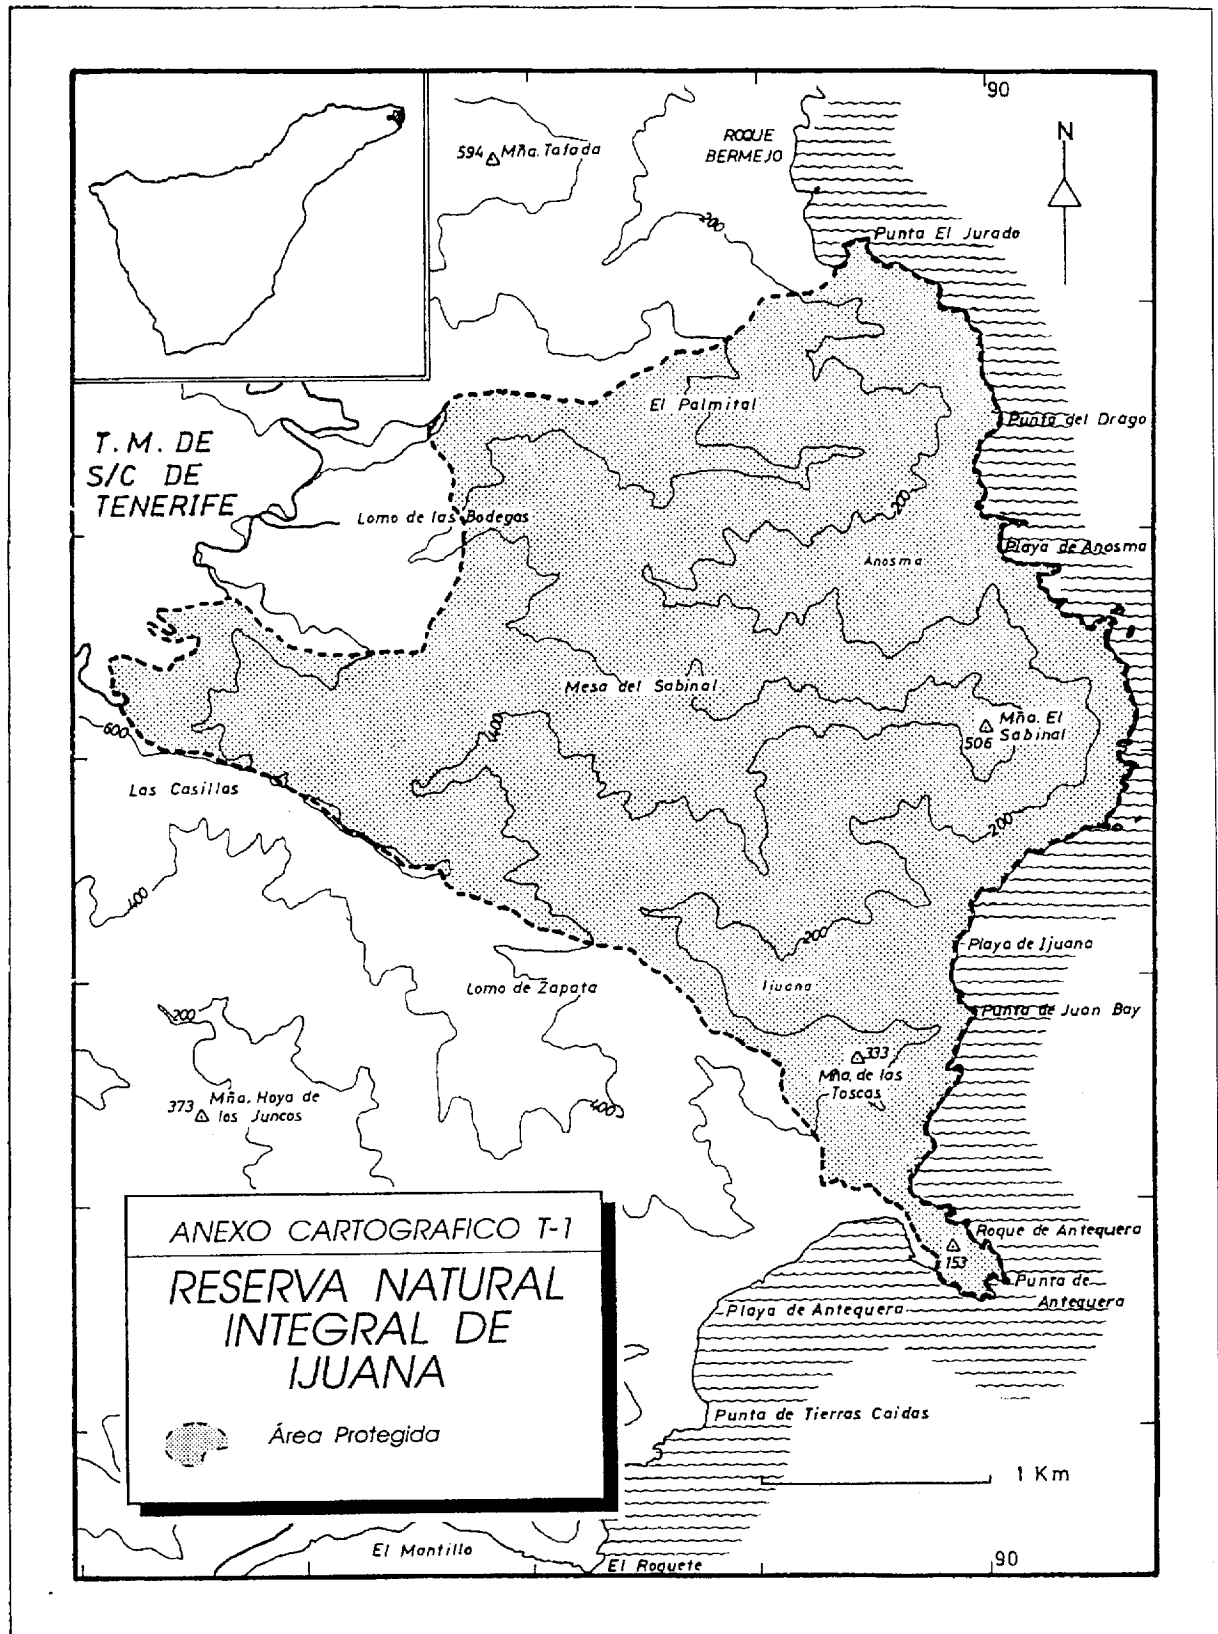 90
N
ROQUE
BERMEJO
594 Mña. Tafada
200
Punta El Jurado
El Palmital
Punta del Drago
T.M. DE
S/C DE
TENERIFE
200
Lomo de las Bodegas
Playa de Anosma
Anosma
Mesa del Sabinal
400
Mña. El
Sabinal
506
600
Las Casillas
200
400
200
Playa de Ijuana
Lomo de Zapata
Ijuana
Punta de Juan Bay
200
333
Mña. de las
Toscas
373
Mña. Hoya de
los Juncos
400
ANEXO CARTOGRAFICO T-1
RESERVA NATURAL
INTEGRAL DE
IJUANA
Área Protegida
Roque de Antequera
153
Punta de
Antequera
Playa de Antequera
Punta de Tierras Caidas
1 Km
El Mantillo
El Roquete
90